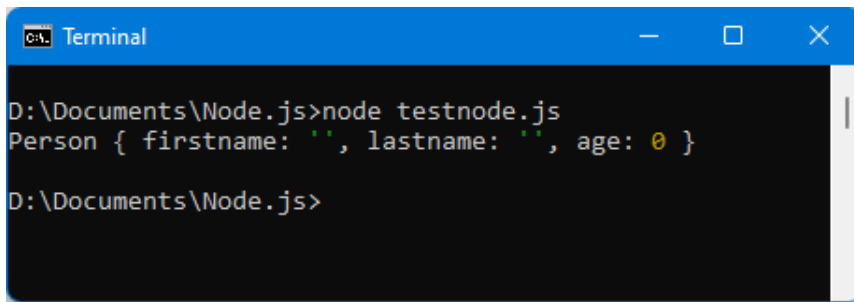 Terminal
D:\Documents\Node.js>node testnode.js
Person { firstname: '', lastname: '', age: 0 }
D:\Documents\Node.js>